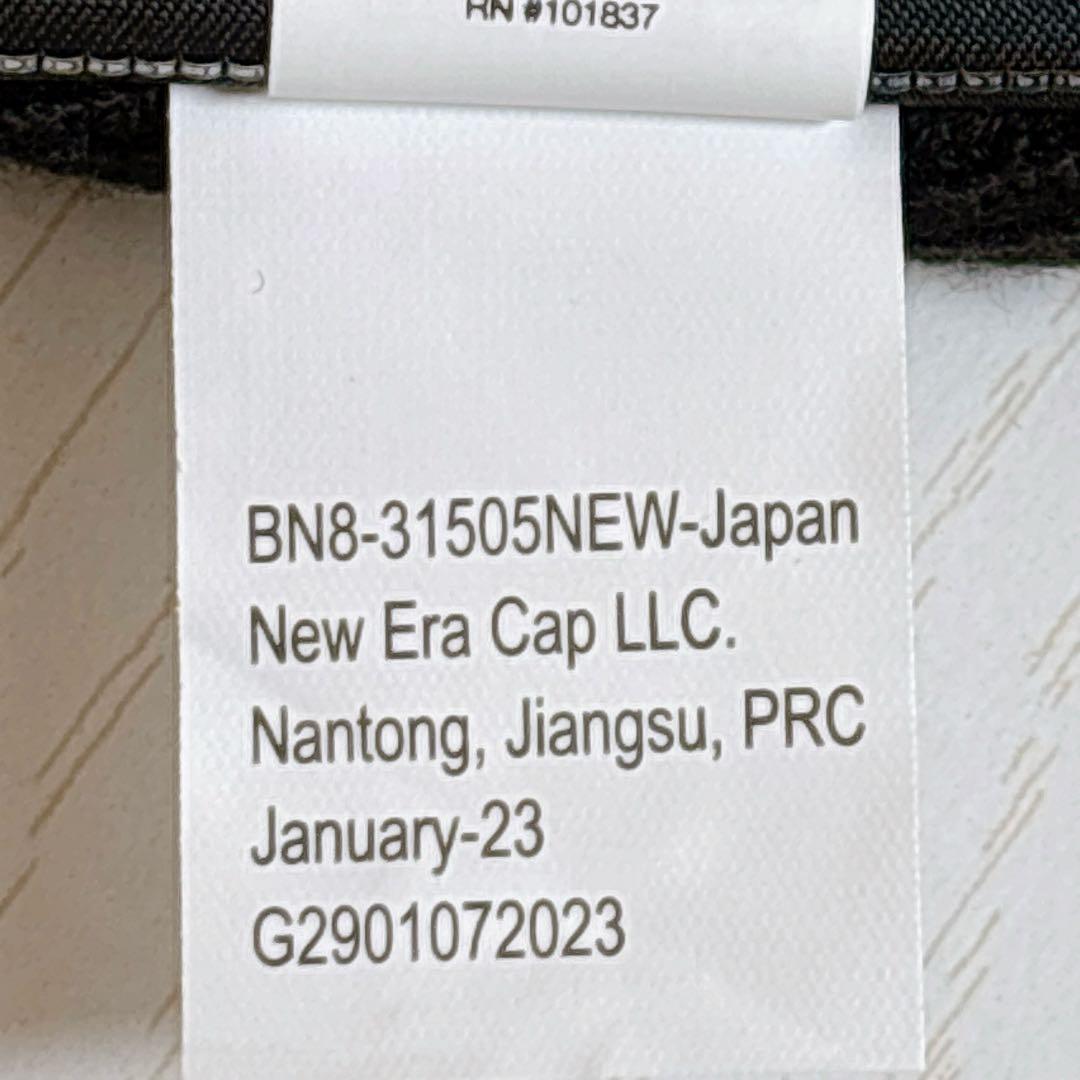 RN #101837
BN8-31505NEW-Japan
New Era Cap LLC.
Nantong, Jiangsu, PRC
January-23
G2901072023